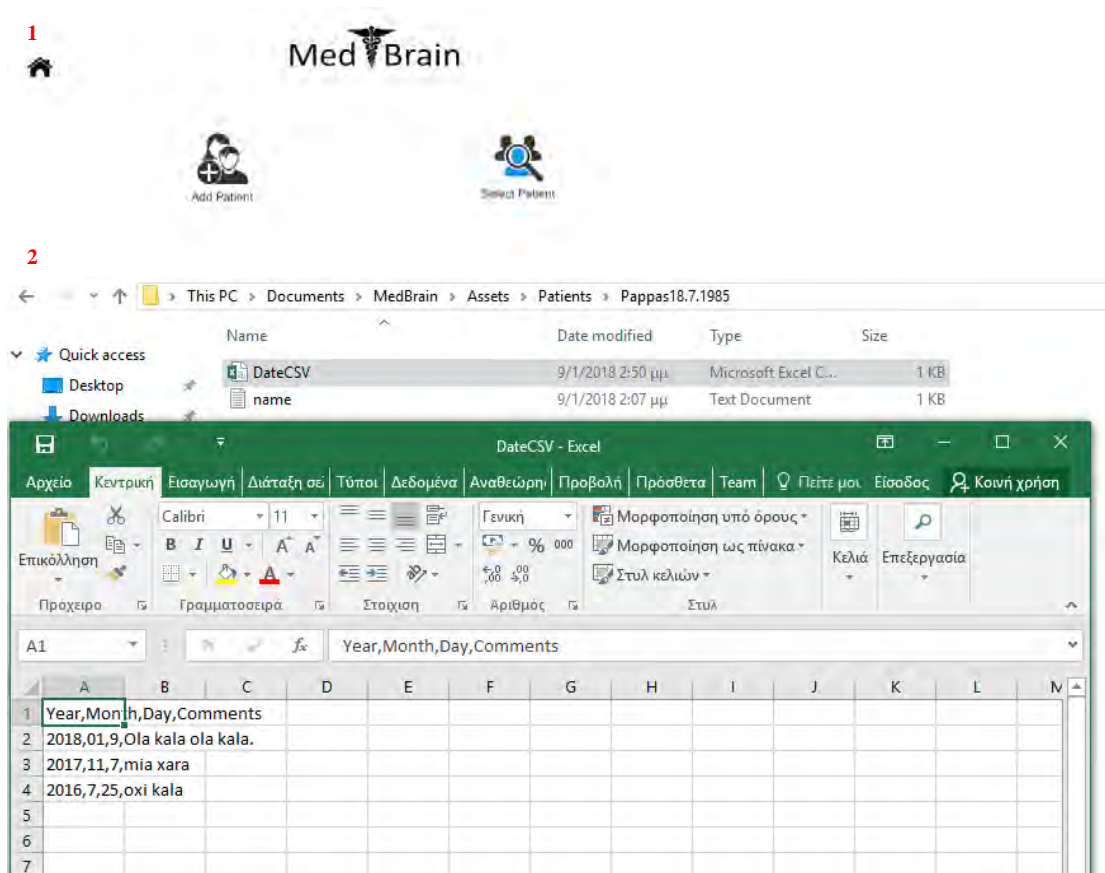 1
Med Brain
Add Patient
Select Patient
2
This PC > Documents > MedBrain > Assets > Patients > Pappas18.7.1985
Name Date modified Type Size
Quick access
DateCSV 9/1/2018 2:50 μμ Microsoft Excel C... 1 KB
Desktop
name 9/1/2018 2:07 μμ Text Document 1 KB
Downloads
DateCSV - Excel
Αρχείο Κεντρική Εισαγωγή Διάταξη σελ Τύποι Δεδομένα Αναθεώρη Προβολή Πρόσθετα Team Πείτε μου Είσοδος Κοινή χρήση
Calibri 11 Γενική Μορφοποίηση υπό όρους
Επικόλληση B I U A A % 000 Μορφοποίηση ως πίνακα Κελιά Επεξεργασία
A Στυλ κελιών
Πρόχειρο Γραμματοσειρά Στοίχιση Αριθμός Στυλ
A1 fx Year,Month,Day,Comments
A B C D E F G H I J K L M
1 Year,Month,Day,Comments
2 2018,01,9,Ola kala ola kala.
3 2017,11,7,mia xara
4 2016,7,25,oxi kala
5
6
7